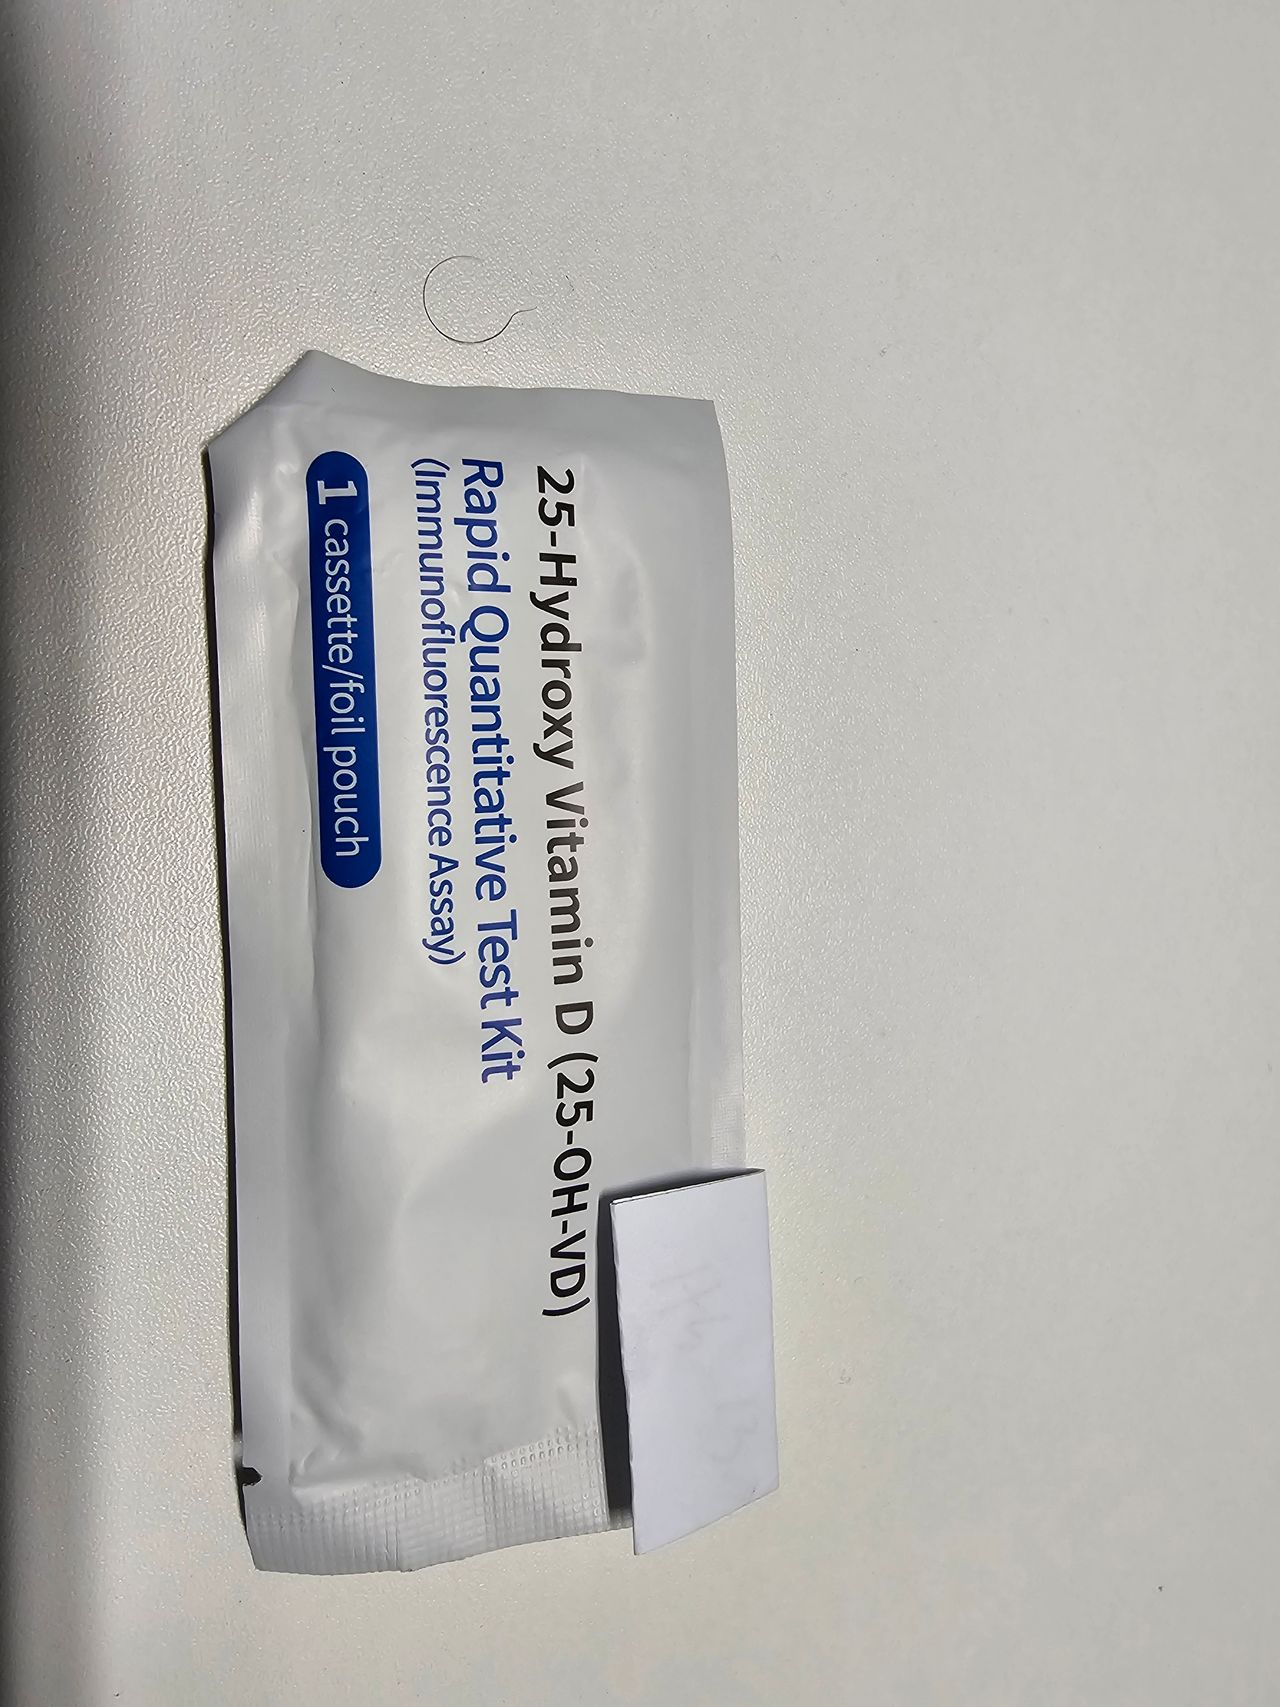 25-Hydroxy Vitamin D (25-OH-VD)
Rapid Quantitative Test Kit
(Immunofluorescence Assay)
1 cassette/foil pouch